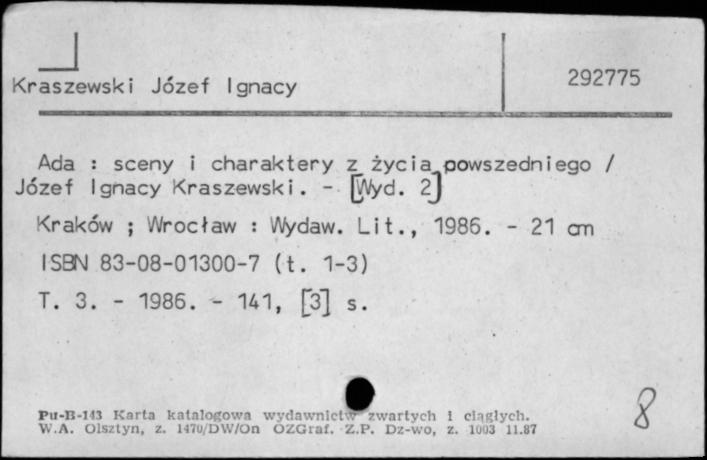 Kraszewski Józef Ignacy
292775
Ada : sceny i charaktery z życia powszedniego /
Józef Ignacy Kraszewski. - [Wyd. 2]
Kraków ; Wrocław : Wydaw. Lit., 1986. - 21 cm
ISBN 83-08-01300-7 (t. 1-3)
T. 3. - 1986. - 141, [3] s.
Pu-B-143 Karta katalogowa wydawnictw zwartych i ciągłych.
W.A. Olsztyn, z. 1470/DW/On OZGraf. Z.P. Dz-wo, z. 1003 11.87
8